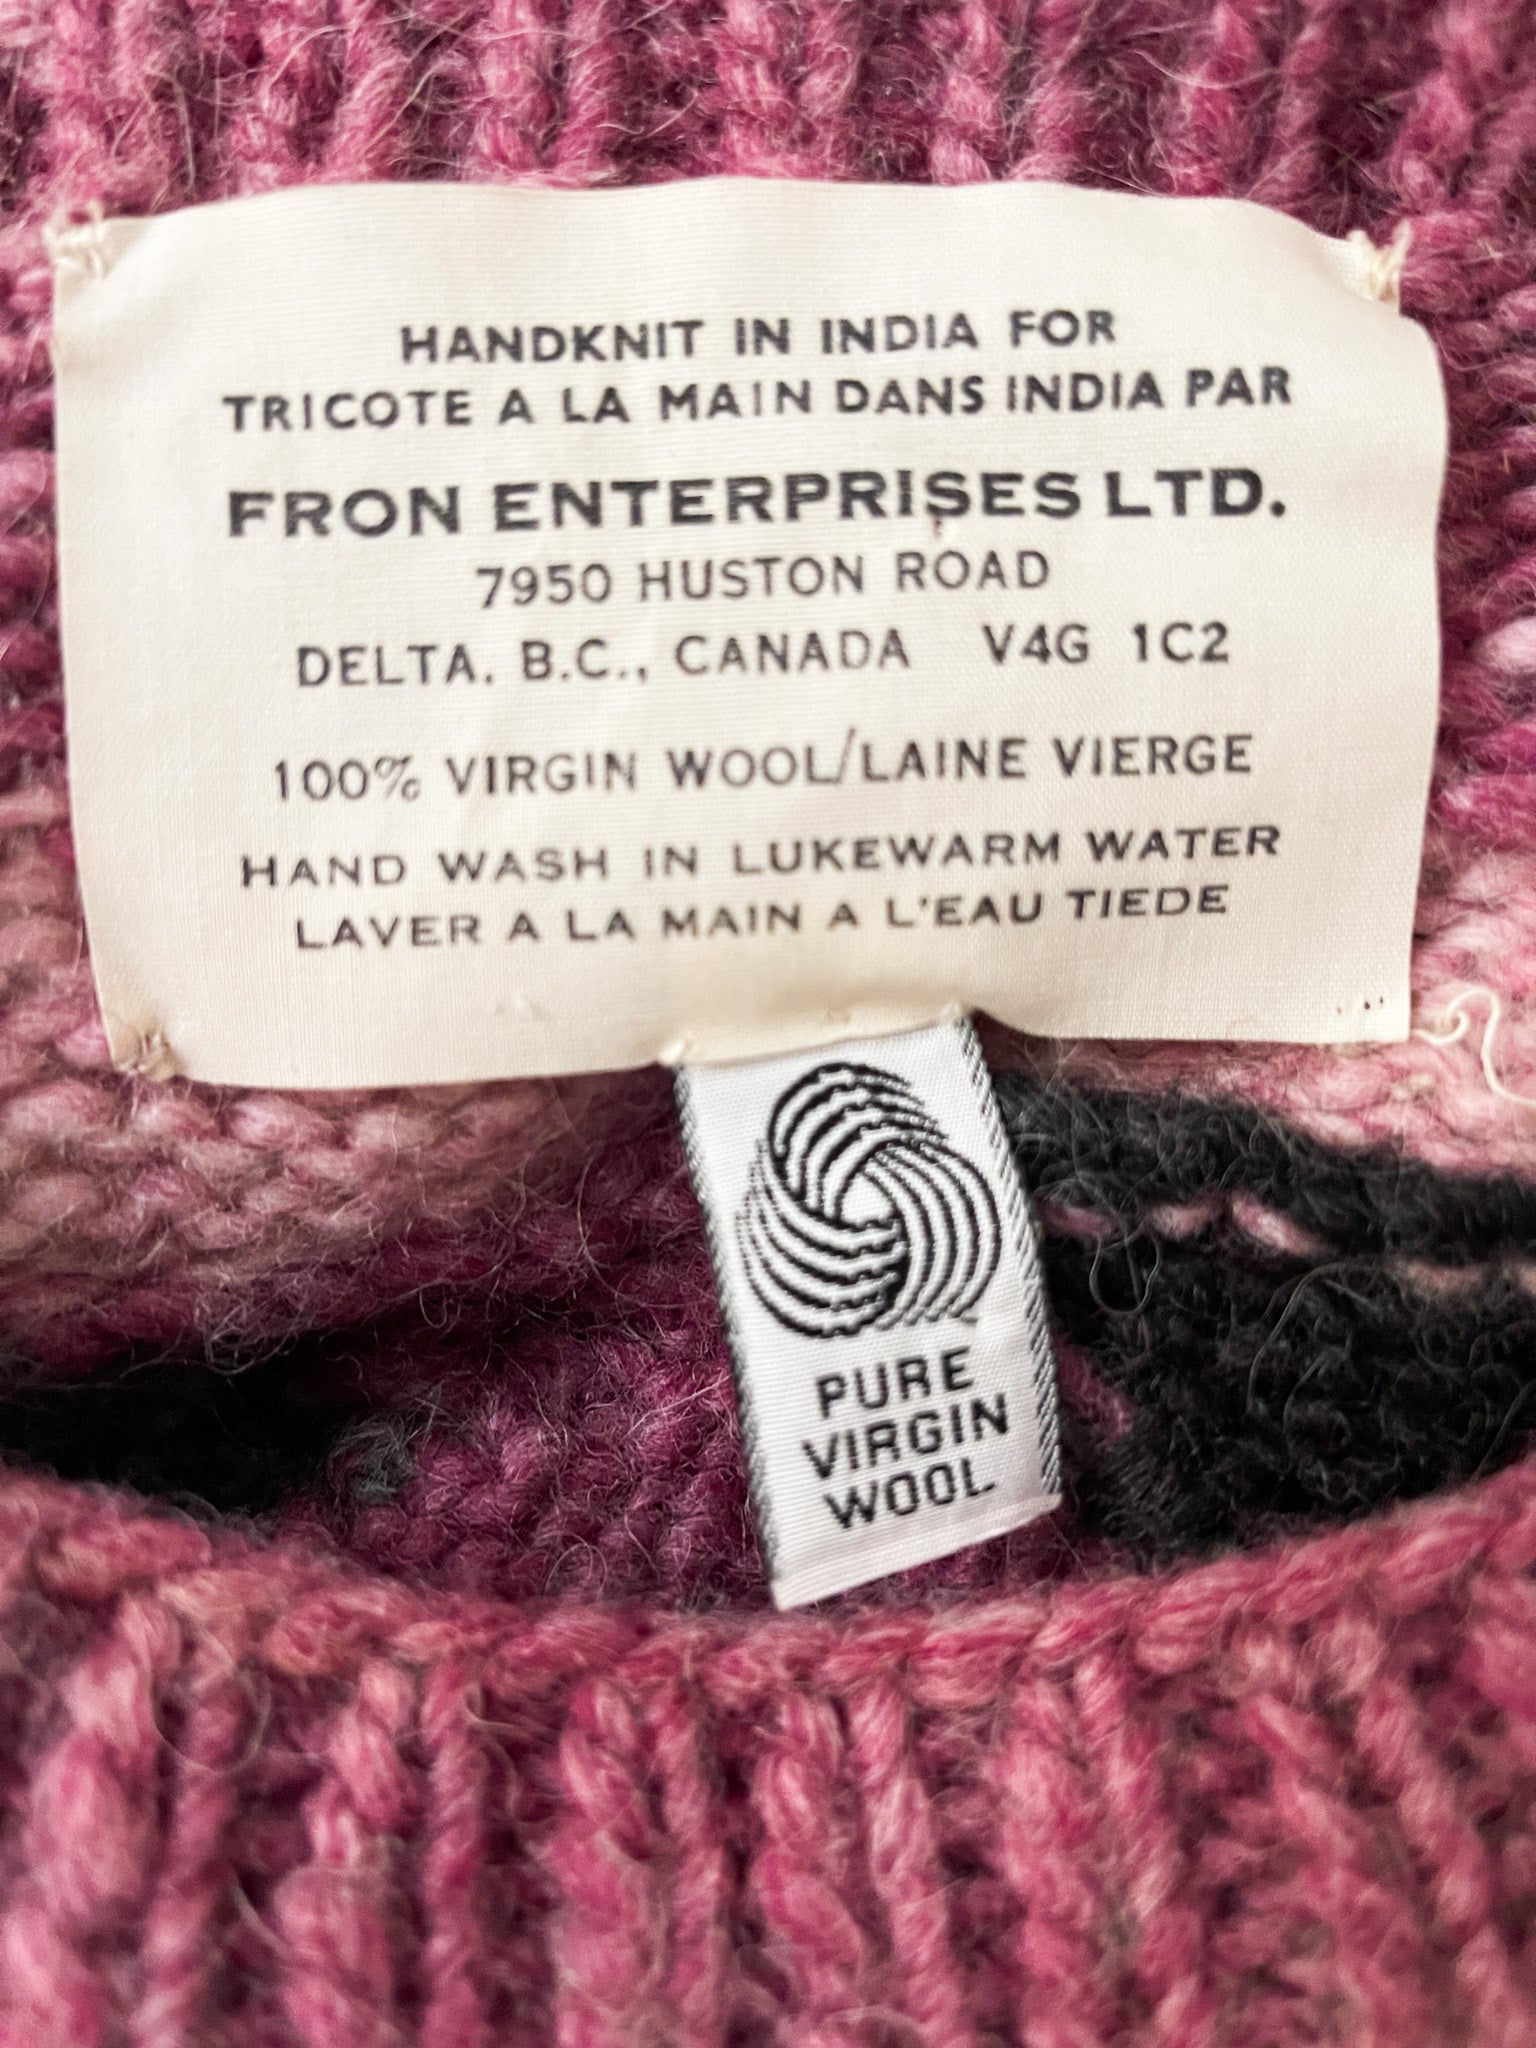 HANDKNIT IN INDIA FOR
TRICOTE A LA MAIN DANS INDIA PAR
FRON ENTERPRISES LTD.
7950 HUSTON ROAD
DELTA. B.C., CANADA V4G 1C2
100% VIRGIN WOOL/LAINE VIERGE
HAND WASH IN LUKEWARM WATER
LAVER A LA MAIN A L'EAU TIEDE
PURE
VIRGIN
WOOL